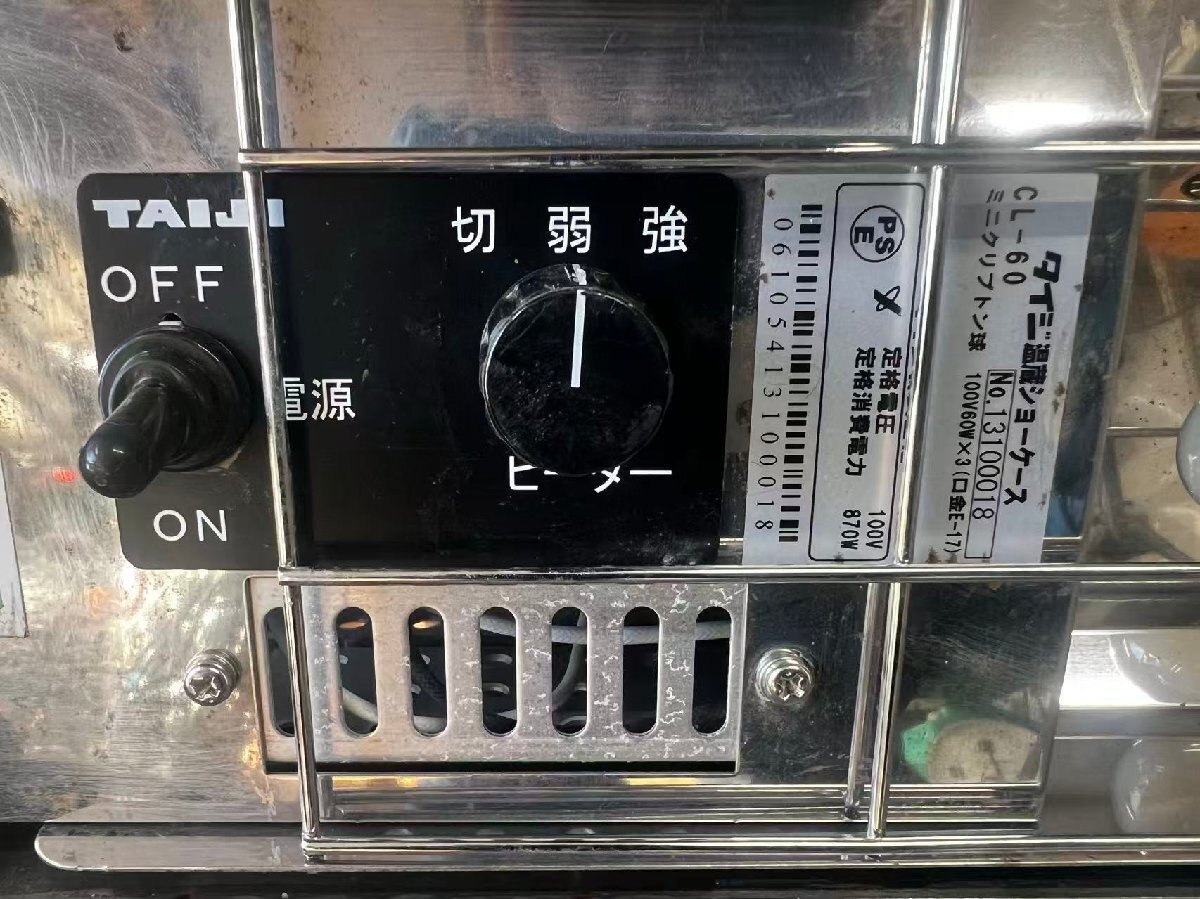 TAIJI
OFF
電源
ON
切 弱 強
ヒーター
タイジ温蔵ショーケース
CL-60
No.13100018
ミニクリプトン球 100V60W×3(口金E-17)
PS
E
定格電圧 100V
定格消費電力 870W
0610541310018